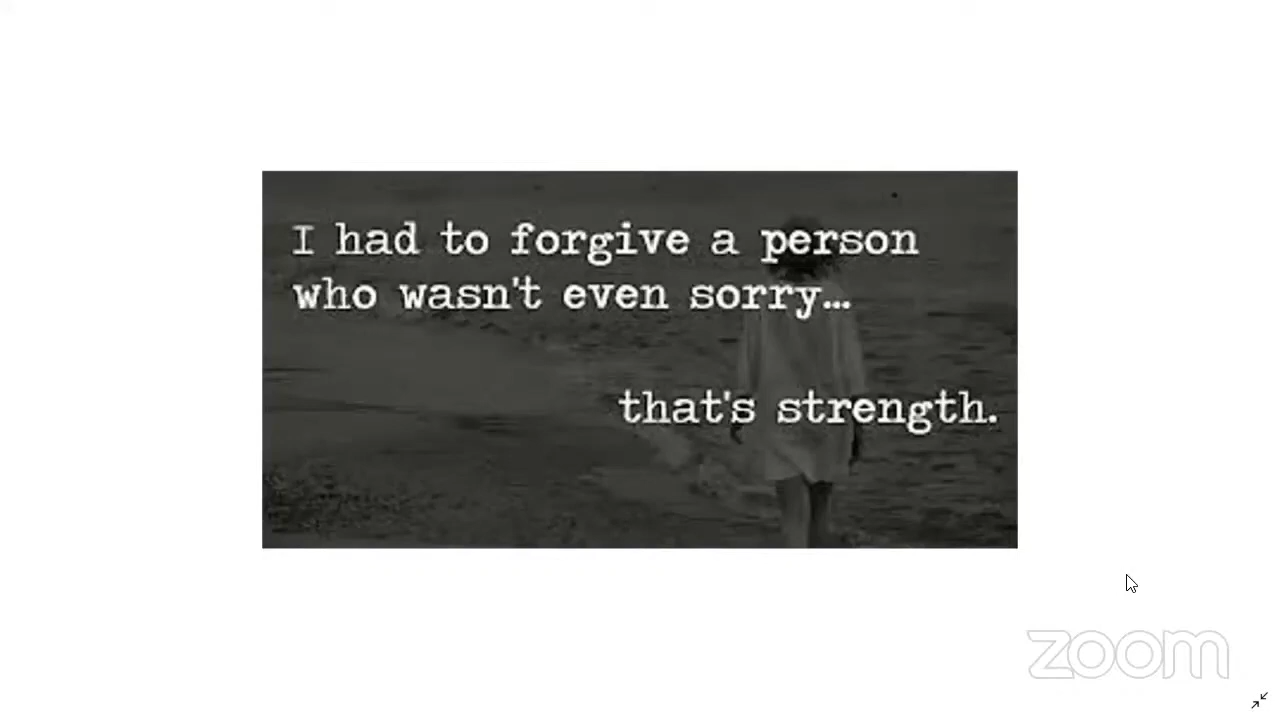 I had to forgive a person
who wasn't even sorry...
that's strength.
zoom